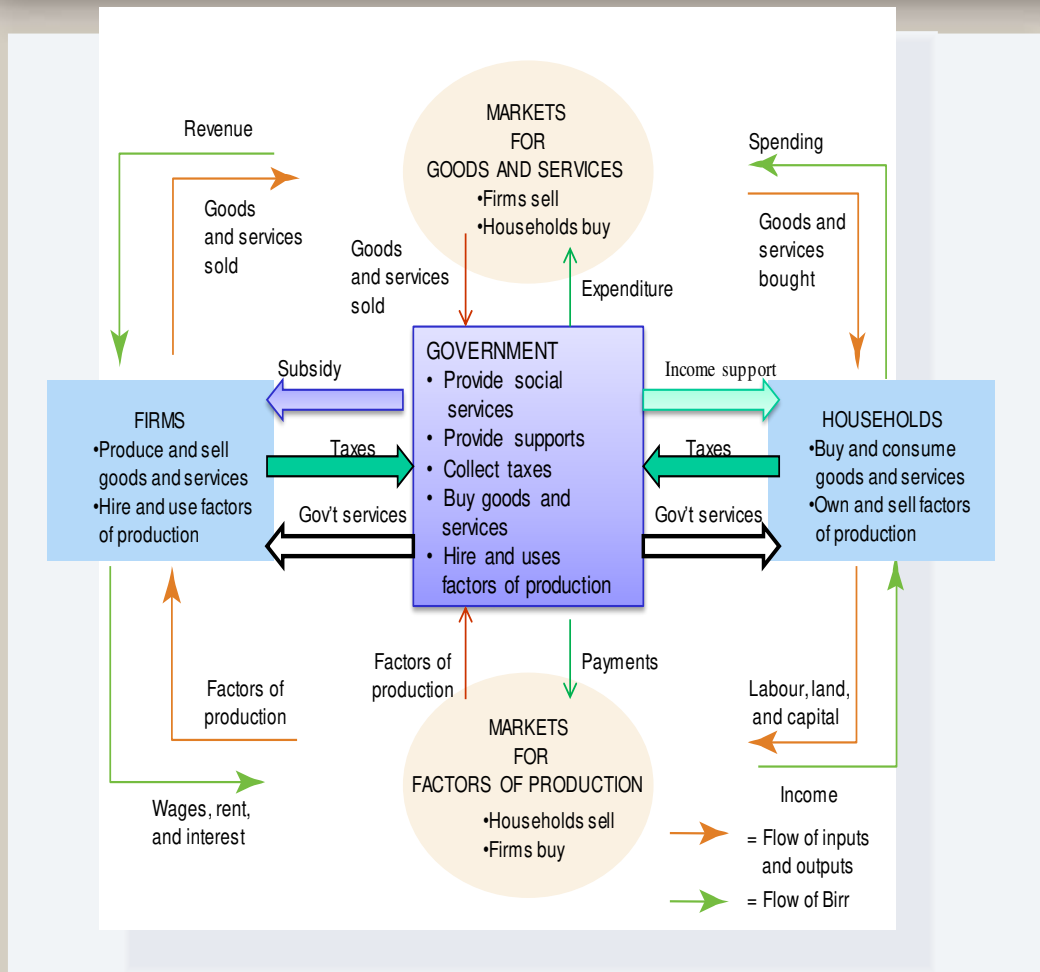 MARKETS
FOR
GOODS AND SERVICES
•Firms sell
•Households buy
Revenue
Goods
and services
sold
Spending
Goods and
services
bought
Goods
and services
sold
Expenditure
GOVERNMENT
• Provide social
services
• Provide supports
• Collect taxes
• Buy goods and
services
• Hire and uses
factors of production
Subsidy
Taxes
Gov't services
Income support
Taxes
Gov't services
FIRMS
•Produce and sell
goods and services
•Hire and use factors
of production
HOUSEHOLDS
•Buy and consume
goods and services
•Own and sell factors
of production
Factors of
production
Payments
Factors of
production
Labour, land,
and capital
MARKETS
FOR
FACTORS OF PRODUCTION
•Households sell
•Firms buy
Wages, rent,
and interest
Income
= Flow of inputs
and outputs
= Flow of Birr